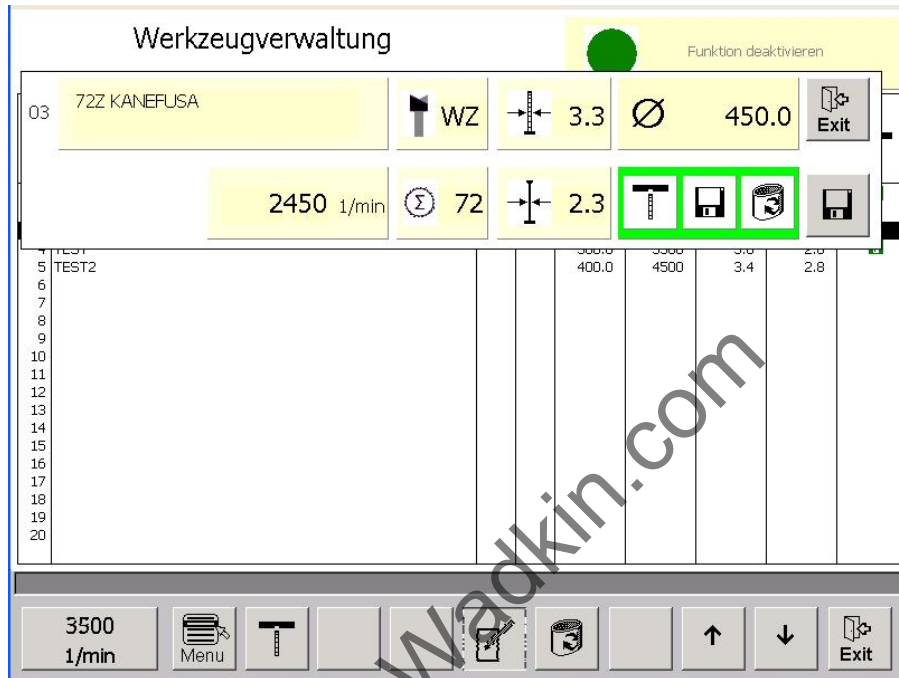 Werkzeugverwaltung
Funktion deaktivieren
03 72Z KANEFUSA WZ 3.3 Ø 450.0 Exit
2450 1/min Σ 72 2.3
4 TEST
5 TEST2 400.0 4500 3.4 2.8
6
7
8
9
10
11
12
13
14
15
16
17
18
19
20
3500
1/min
Menu
Exit
Wadkin.com